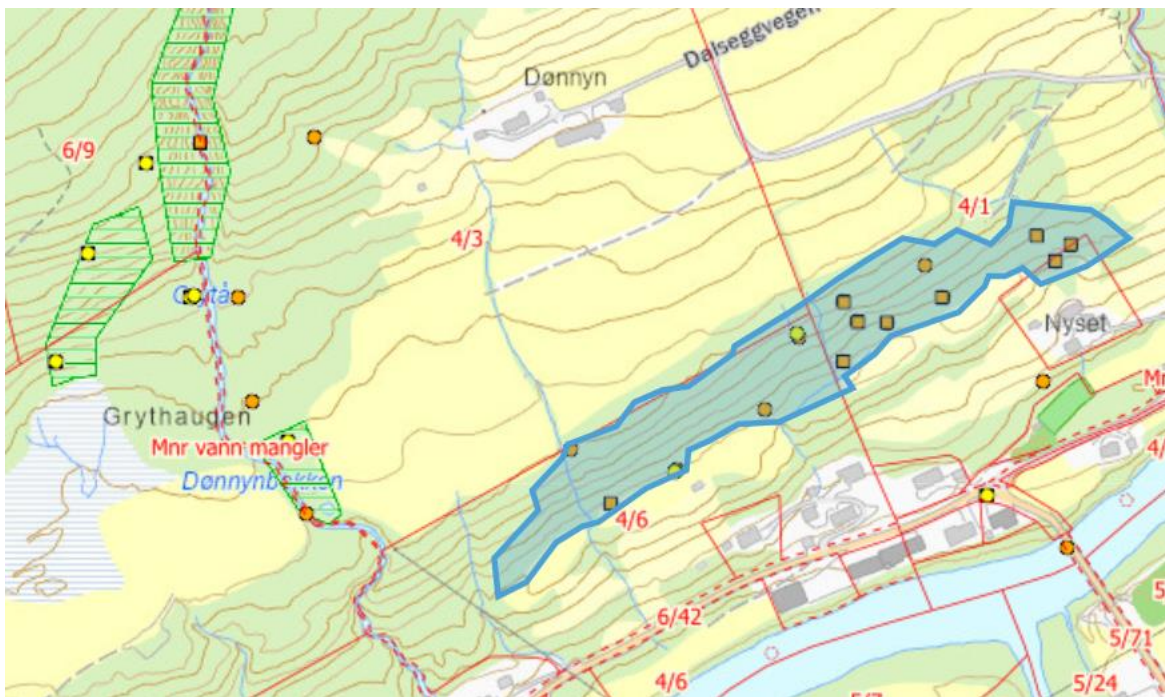 Dønnyn
Dalseggvegen
6/9
4/1
4/3
Grytå
Nyset
Grythaugen
Mnr vann mangler
Dønnynbekken
4/6
6/42
5/71
4/6
5/24